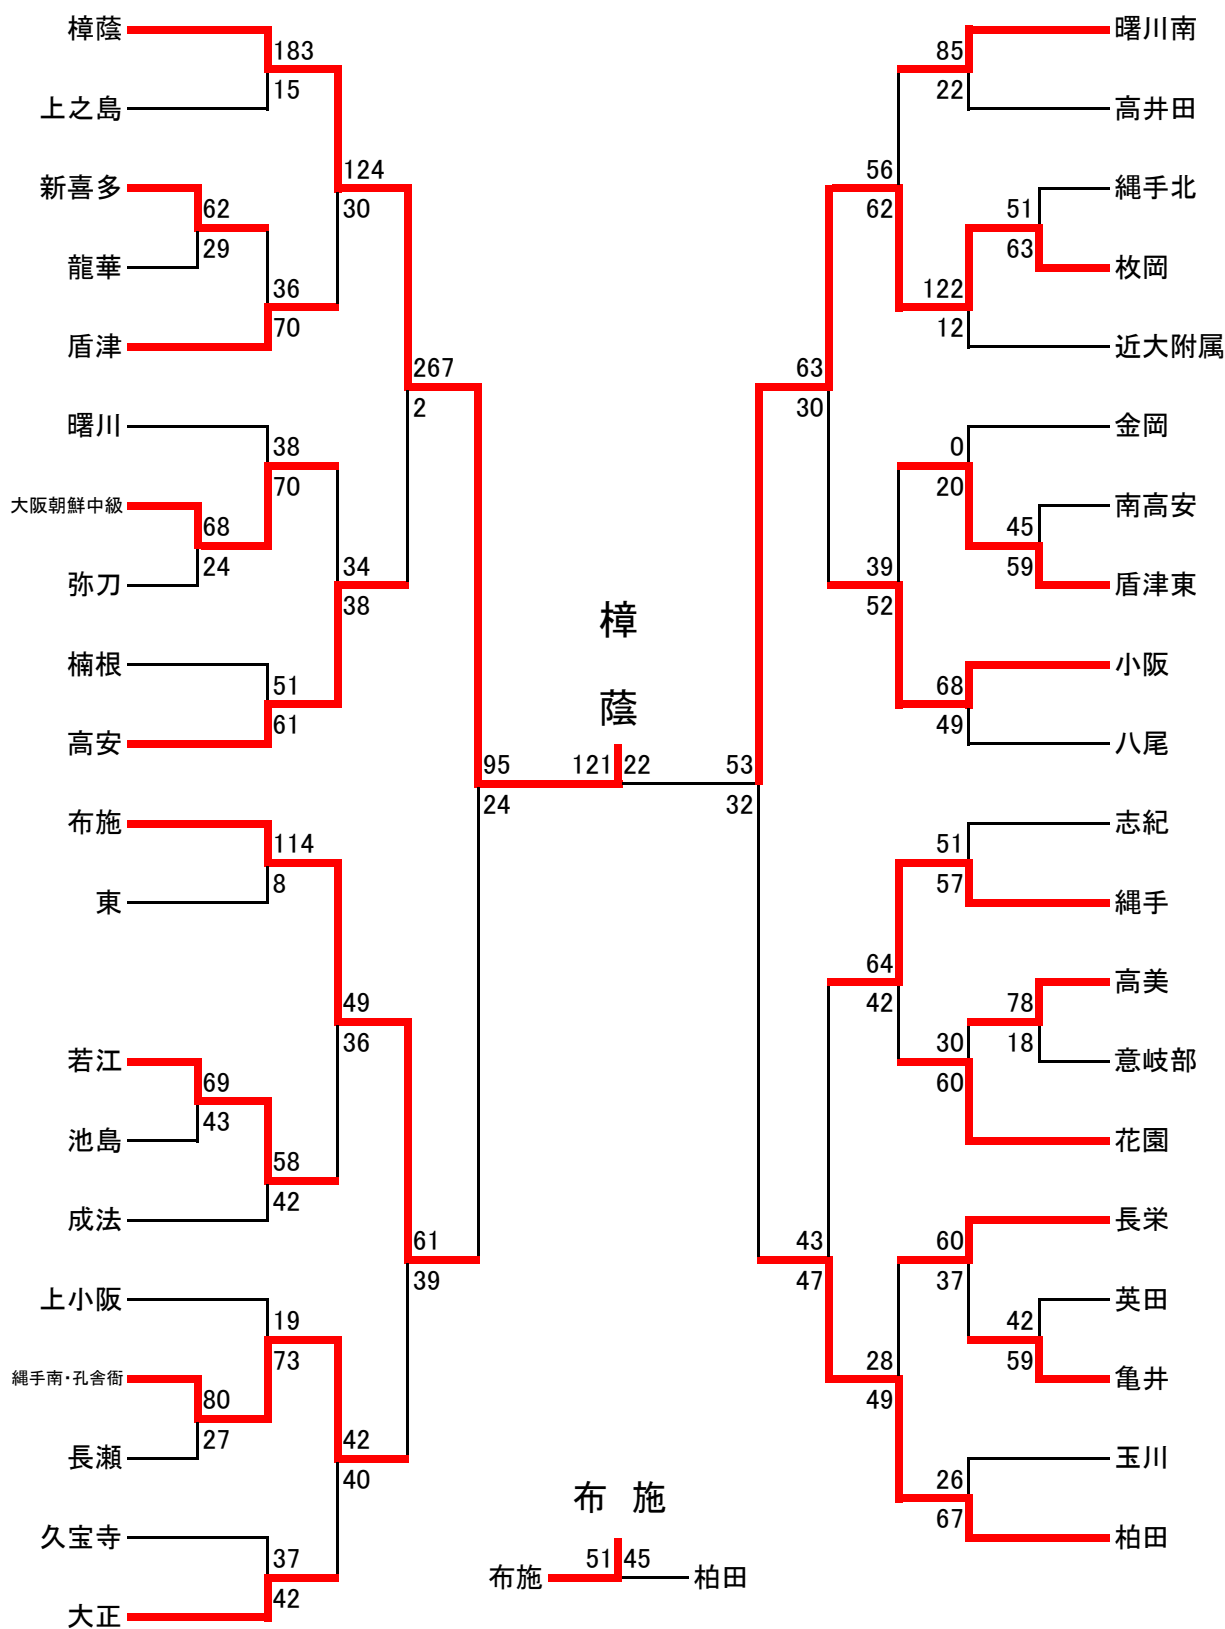 樟蔭
183
15
上之島
124
30
新喜多
62
29
龍華
36
70
盾津
267
2
曙川
38
70
大阪朝鮮中級
68
24
弥刀
34
38
楠根
51
61
高安
95
24
布施
114
8
東
49
36
若江
69
43
池島
58
42
成法
61
39
上小阪
19
73
縄手南・孔舎衙
80
27
長瀬
42
40
久宝寺
37
42
大正
樟
蔭
121 22
布 施
布施 51 45 柏田
曙川南
85
22
高井田
56
62
縄手北
51
63
枚岡
122
12
近大附属
63
30
金岡
0
20
南高安
45
59
盾津東
39
52
小阪
68
49
八尾
53
32
志紀
51
57
縄手
64
42
高美
78
18
意岐部
30
60
花園
43
47
長栄
60
37
英田
42
59
亀井
28
49
玉川
26
67
柏田